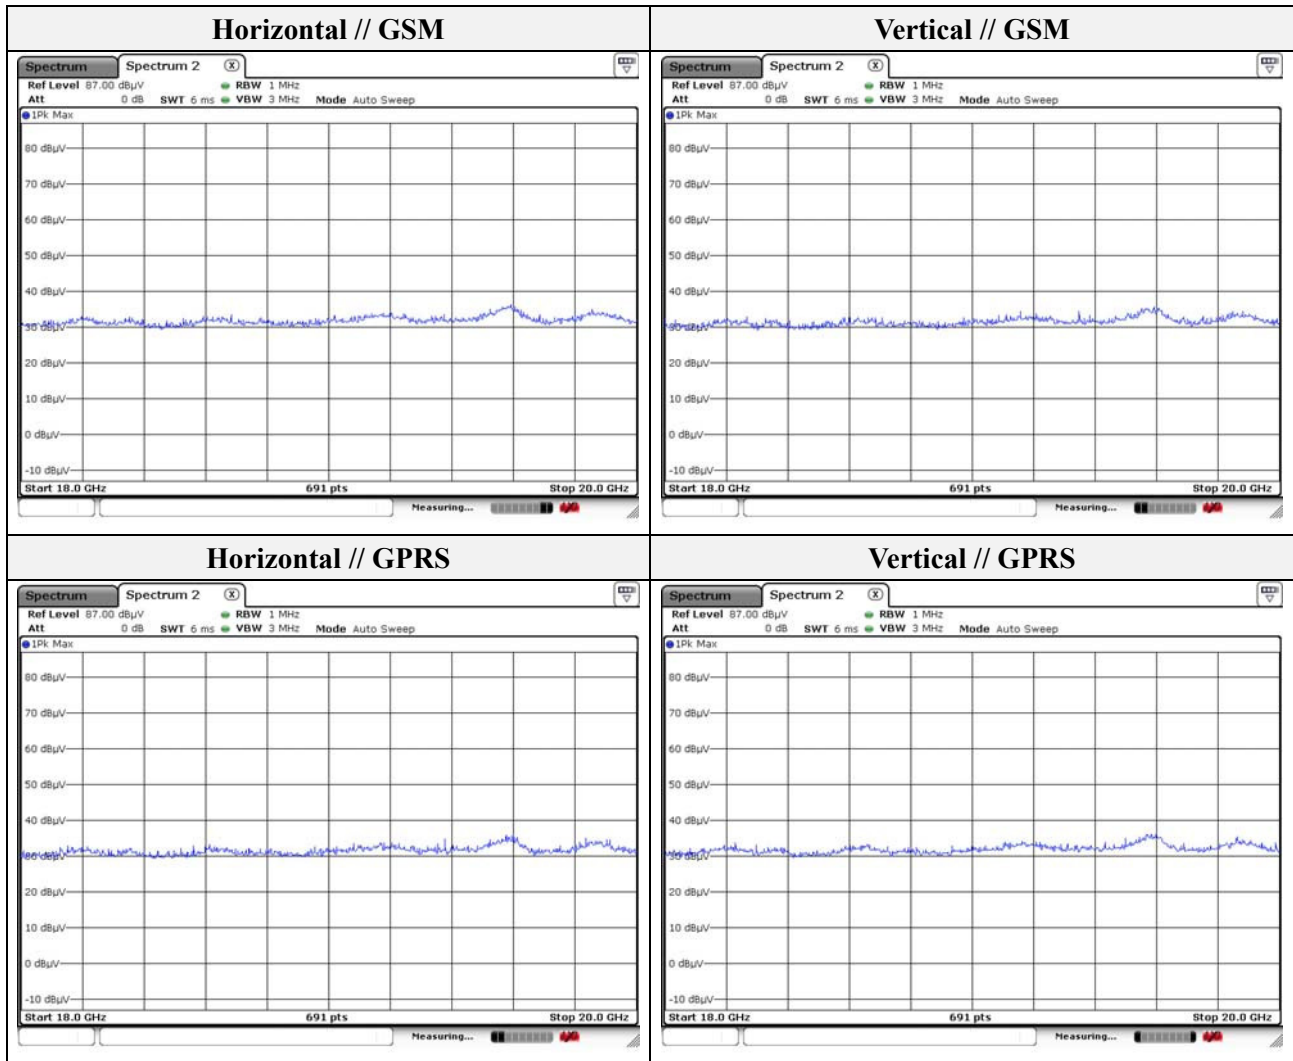 Horizontal // GSM
Spectrum Spectrum 2 X
Ref Level 87.00 dBµV RBW 1 MHz
Att 0 dB SWT 6 ms VBW 3 MHz Mode Auto Sweep
1Pk Max
80 dBµV
70 dBµV
60 dBµV
50 dBµV
40 dBµV
30 dBµV
20 dBµV
10 dBµV
0 dBµV
-10 dBµV
Start 18.0 GHz 691 pts Stop 20.0 GHz
Measuring...
Vertical // GSM
Spectrum Spectrum 2 X
Ref Level 87.00 dBµV RBW 1 MHz
Att 0 dB SWT 6 ms VBW 3 MHz Mode Auto Sweep
1Pk Max
80 dBµV
70 dBµV
60 dBµV
50 dBµV
40 dBµV
30 dBµV
20 dBµV
10 dBµV
0 dBµV
-10 dBµV
Start 18.0 GHz 691 pts Stop 20.0 GHz
Measuring...
Horizontal // GPRS
Spectrum Spectrum 2 X
Ref Level 87.00 dBµV RBW 1 MHz
Att 0 dB SWT 6 ms VBW 3 MHz Mode Auto Sweep
1Pk Max
80 dBµV
70 dBµV
60 dBµV
50 dBµV
40 dBµV
30 dBµV
20 dBµV
10 dBµV
0 dBµV
-10 dBµV
Start 18.0 GHz 691 pts Stop 20.0 GHz
Measuring...
Vertical // GPRS
Spectrum Spectrum 2 X
Ref Level 87.00 dBµV RBW 1 MHz
Att 0 dB SWT 6 ms VBW 3 MHz Mode Auto Sweep
1Pk Max
80 dBµV
70 dBµV
60 dBµV
50 dBµV
40 dBµV
30 dBµV
20 dBµV
10 dBµV
0 dBµV
-10 dBµV
Start 18.0 GHz 691 pts Stop 20.0 GHz
Measuring...